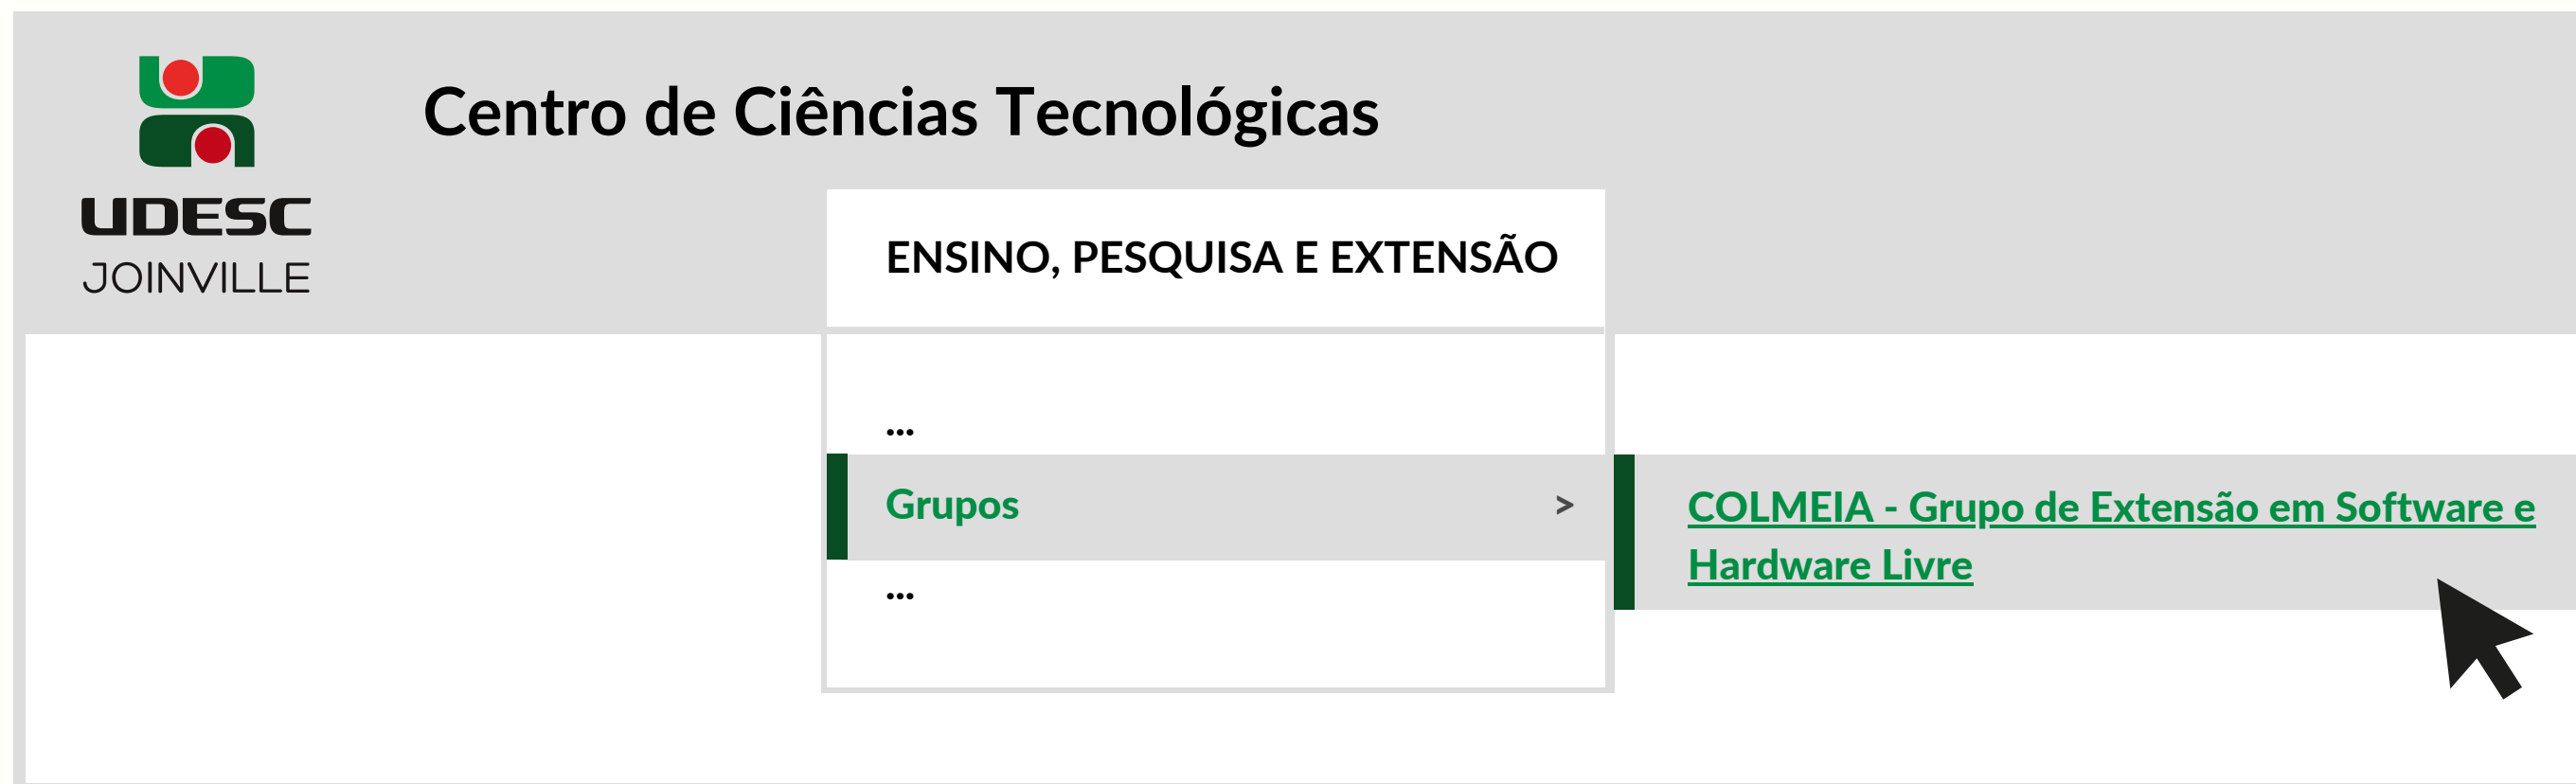 UDESC
JOINVILLE
Centro de Ciências Tecnológicas
ENSINO, PESQUISA E EXTENSÃO
...
Grupos >
COLMEIA - Grupo de Extensão em Software e
Hardware Livre
...